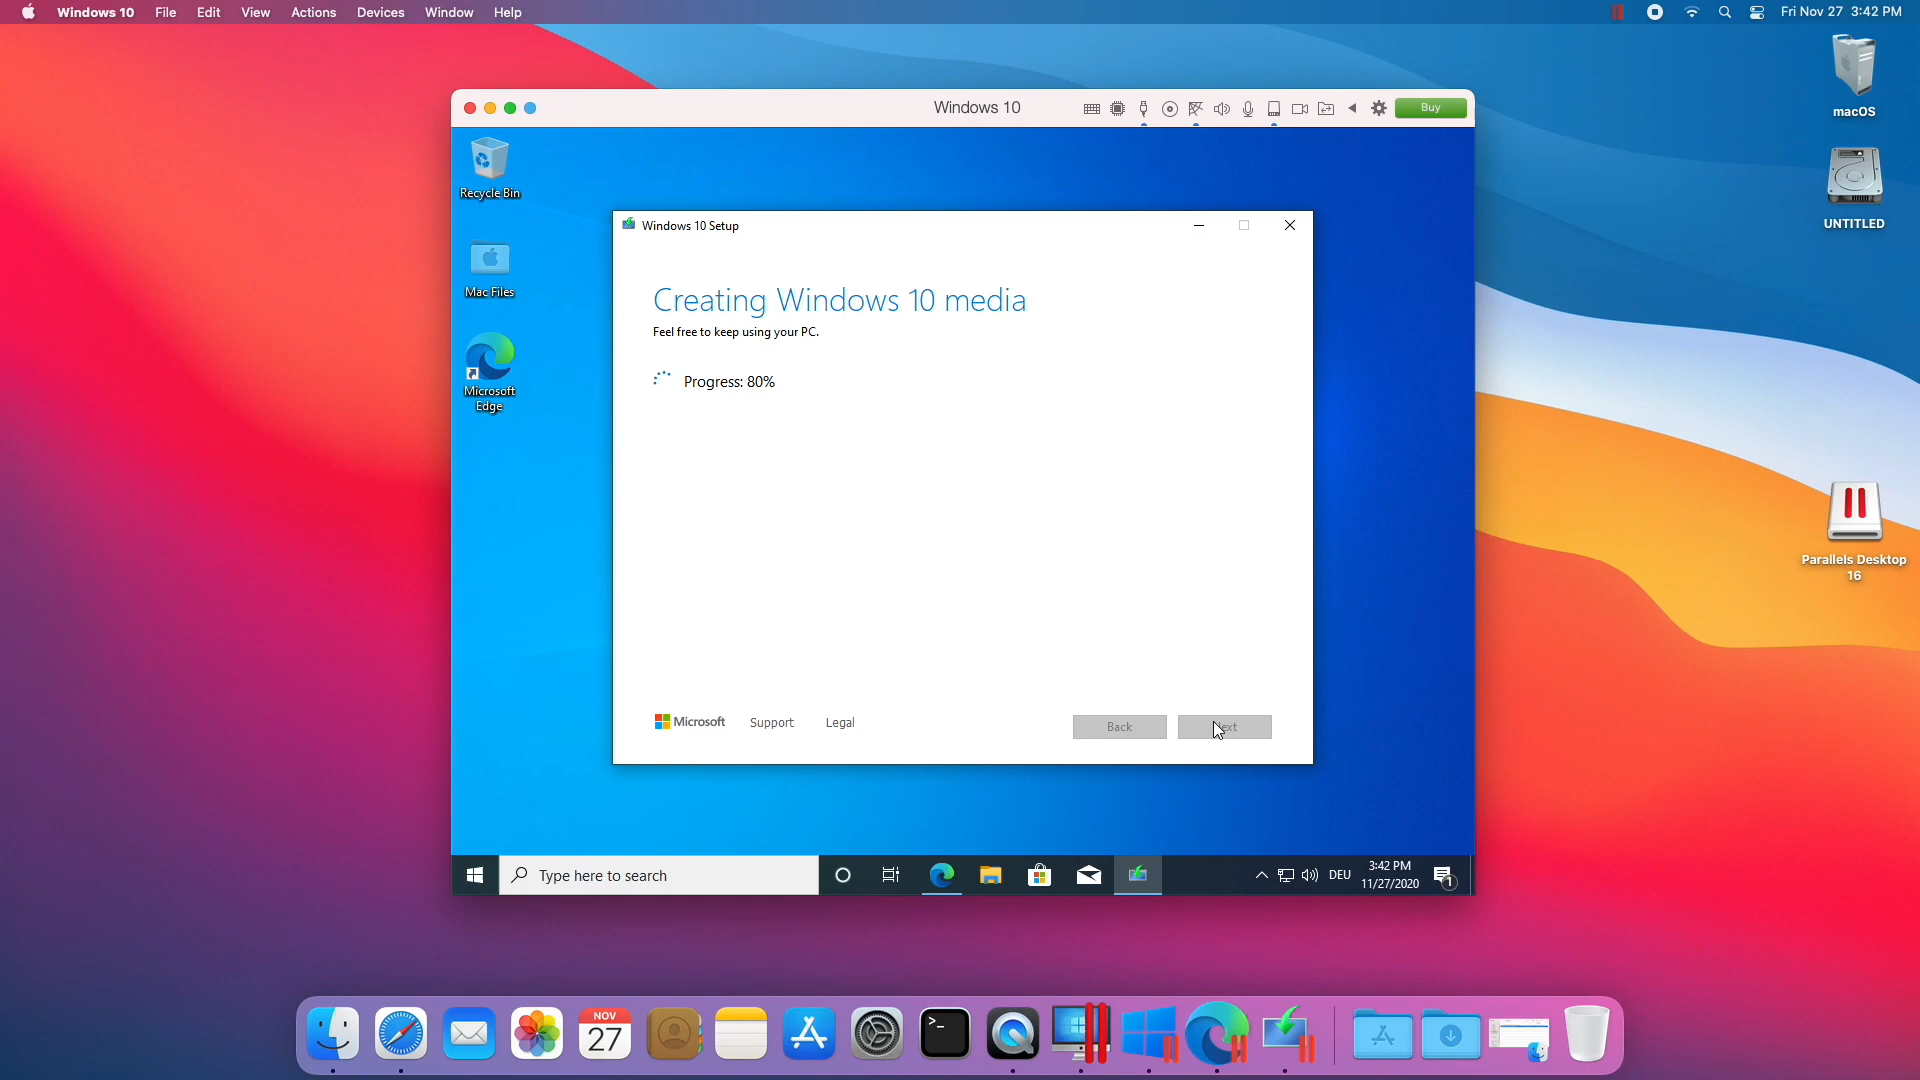 Windows 10 File Edit View Actions Devices Window Help Fri Nov 27 3:42 PM
macOS
UNTITLED
Parallels Desktop
16
Windows 10 Buy
Recycle Bin
Mac Files
Microsoft
Edge
Windows 10 Setup
Creating Windows 10 media
Feel free to keep using your PC.
Progress: 80%
Microsoft Support Legal Back
Type here to search DEU 3:42 PM
11/27/2020 1
NOV
27